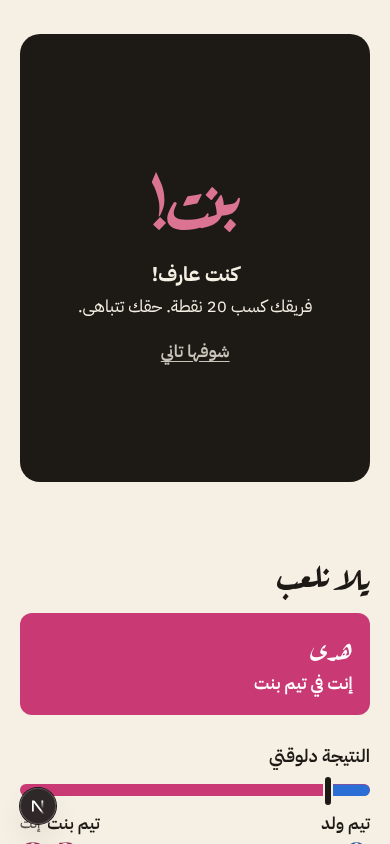 بنت!
كنت عارف!
فريقك كسب 20 نقطة. حقك تتباهى.
شوفها تاني
يلا نلعب
هدى
إنت في تيم بنت
النتيجة دلوقتي
تيم ولد
تيم بنت إنت
N